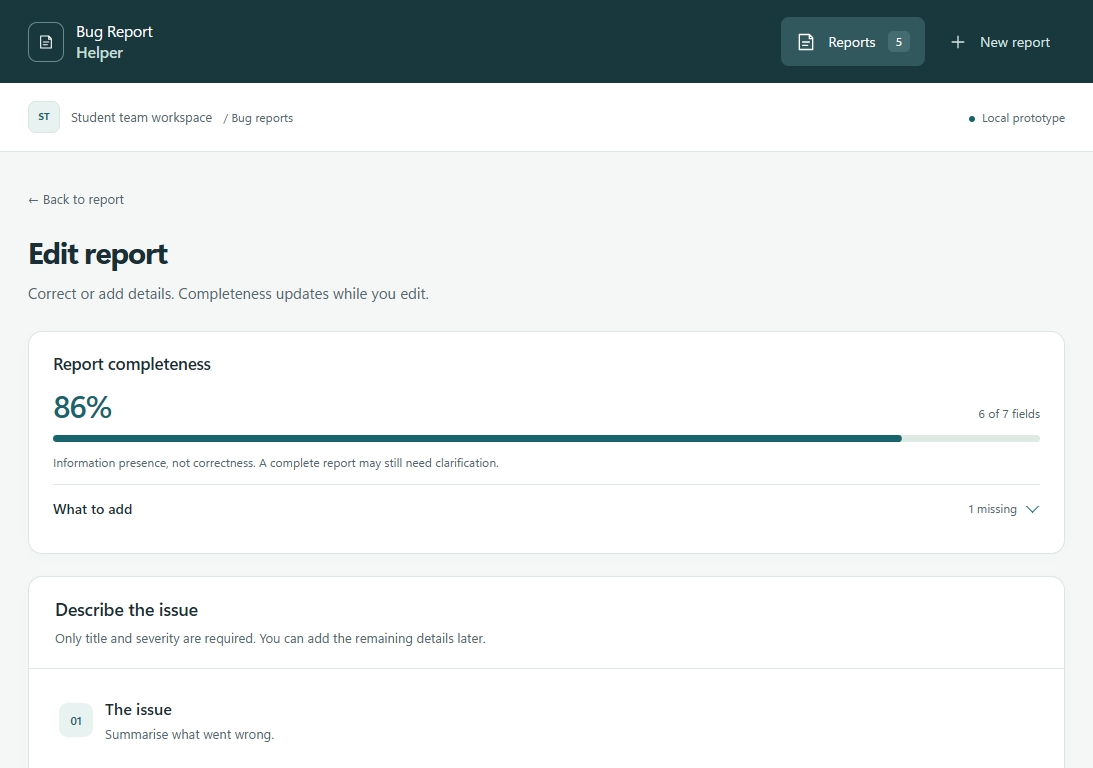 Bug Report
Helper
Reports 5
New report
ST Student team workspace / Bug reports
Local prototype
← Back to report
Edit report
Correct or add details. Completeness updates while you edit.
Report completeness
86%
6 of 7 fields
Information presence, not correctness. A complete report may still need clarification.
What to add
1 missing
Describe the issue
Only title and severity are required. You can add the remaining details later.
01
The issue
Summarise what went wrong.